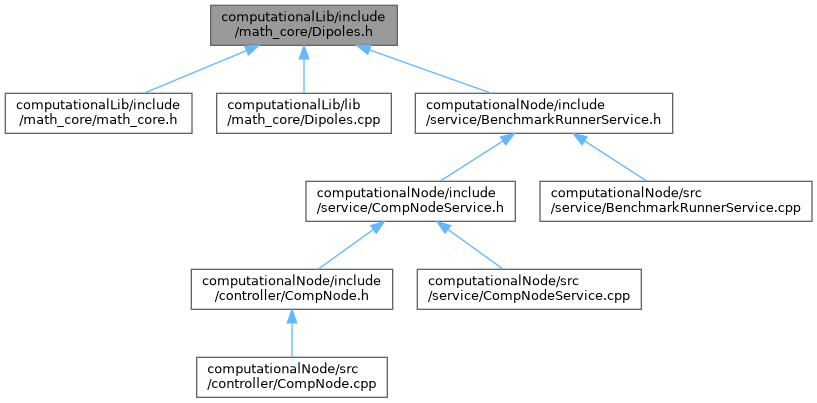 computationalLib/include
/math_core/Dipoles.h
computationalLib/include
/math_core/math_core.h
computationalLib/lib
/math_core/Dipoles.cpp
computationalNode/include
/service/BenchmarkRunnerService.h
computationalNode/include
/service/CompNodeService.h
computationalNode/src
/service/BenchmarkRunnerService.cpp
computationalNode/include
/controller/CompNode.h
computationalNode/src
/service/CompNodeService.cpp
computationalNode/src
/controller/CompNode.cpp